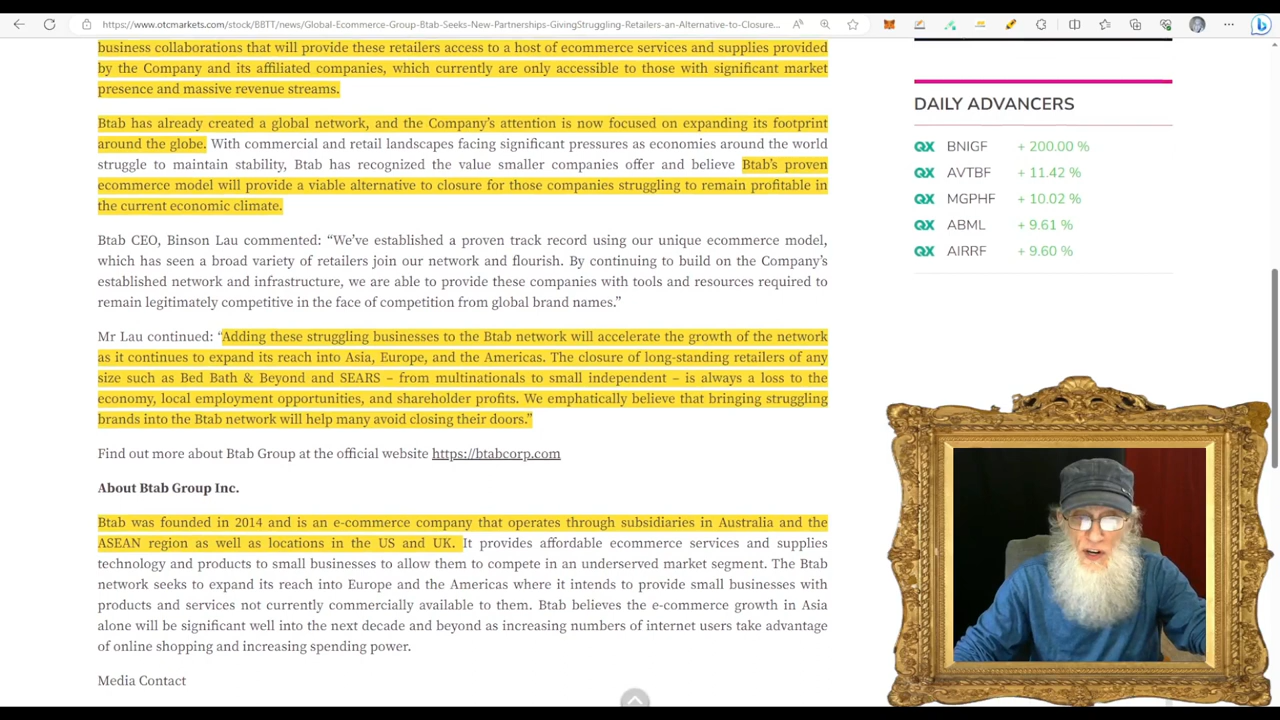 https://www.otcmarkets.com/stock/BBTT/news/Global-Ecommerce-Group-Btab-Seeks-New-Partnerships-GivingStruggling-Retailers-an-Alternative-to-Closure...
business collaborations that will provide these retailers access to a host of ecommerce services and supplies provided
by the Company and its affiliated companies, which currently are only accessible to those with significant market
presence and massive revenue streams.
Btab has already created a global network, and the Company's attention is now focused on expanding its footprint
around the globe. With commercial and retail landscapes facing significant pressures as economies around the world
struggle to maintain stability, Btab has recognized the value smaller companies offer and believe Btab's proven
ecommerce model will provide a viable alternative to closure for those companies struggling to remain profitable in
the current economic climate.
Btab CEO, Binson Lau commented: “We've established a proven track record using our unique ecommerce model,
which has seen a broad variety of retailers join our network and flourish. By continuing to build on the Company's
established network and infrastructure, we are able to provide these companies with tools and resources required to
remain legitimately competitive in the face of competition from global brand names.”
Mr Lau continued: “Adding these struggling businesses to the Btab network will accelerate the growth of the network
as it continues to expand its reach into Asia, Europe, and the Americas. The closure of long-standing retailers of any
size such as Bed Bath & Beyond and SEARS – from multinationals to small independent – is always a loss to the
economy, local employment opportunities, and shareholder profits. We emphatically believe that bringing struggling
brands into the Btab network will help many avoid closing their doors.”
Find out more about Btab Group at the official website https://btabcorp.com
About Btab Group Inc.
Btab was founded in 2014 and is an e-commerce company that operates through subsidiaries in Australia and the
ASEAN region as well as locations in the US and UK. It provides affordable ecommerce services and supplies
technology and products to small businesses to allow them to compete in an underserved market segment. The Btab
network seeks to expand its reach into Europe and the Americas where it intends to provide small businesses with
products and services not currently commercially available to them. Btab believes the e-commerce growth in Asia
alone will be significant well into the next decade and beyond as increasing numbers of internet users take advantage
of online shopping and increasing spending power.
Media Contact
DAILY ADVANCERS
QX BNIGF + 200.00 %
QX AVTBF + 11.42 %
QX MGPHF + 10.02 %
QX ABML + 9.61 %
QX AIRRF + 9.60 %